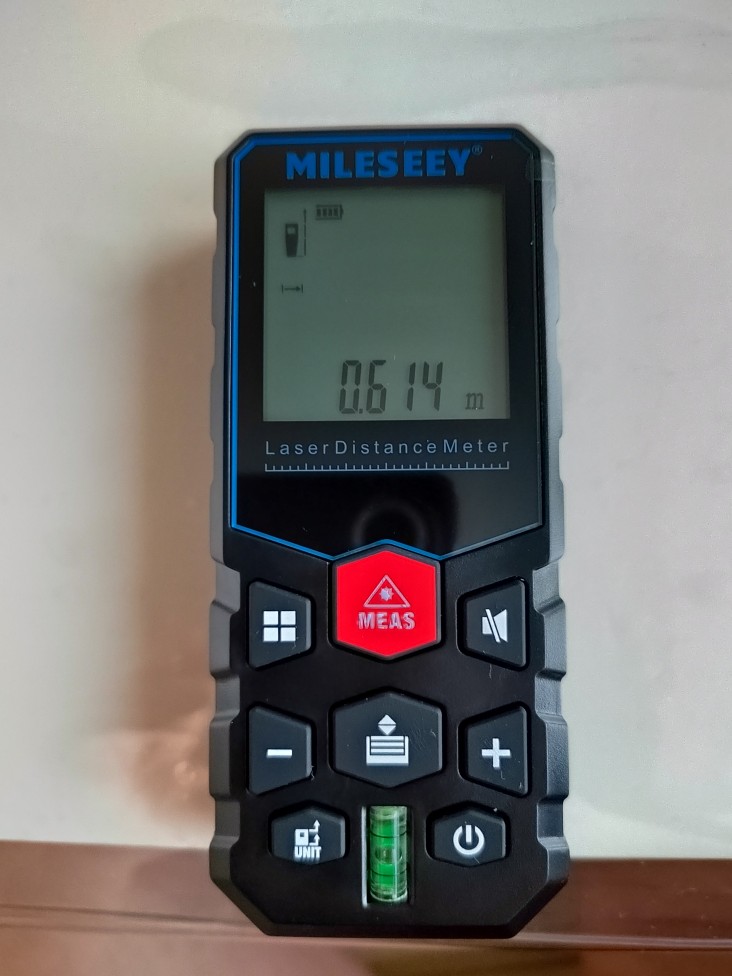 MILESEEY®
0.614 m
Laser Distance Meter
MEAS
UNIT